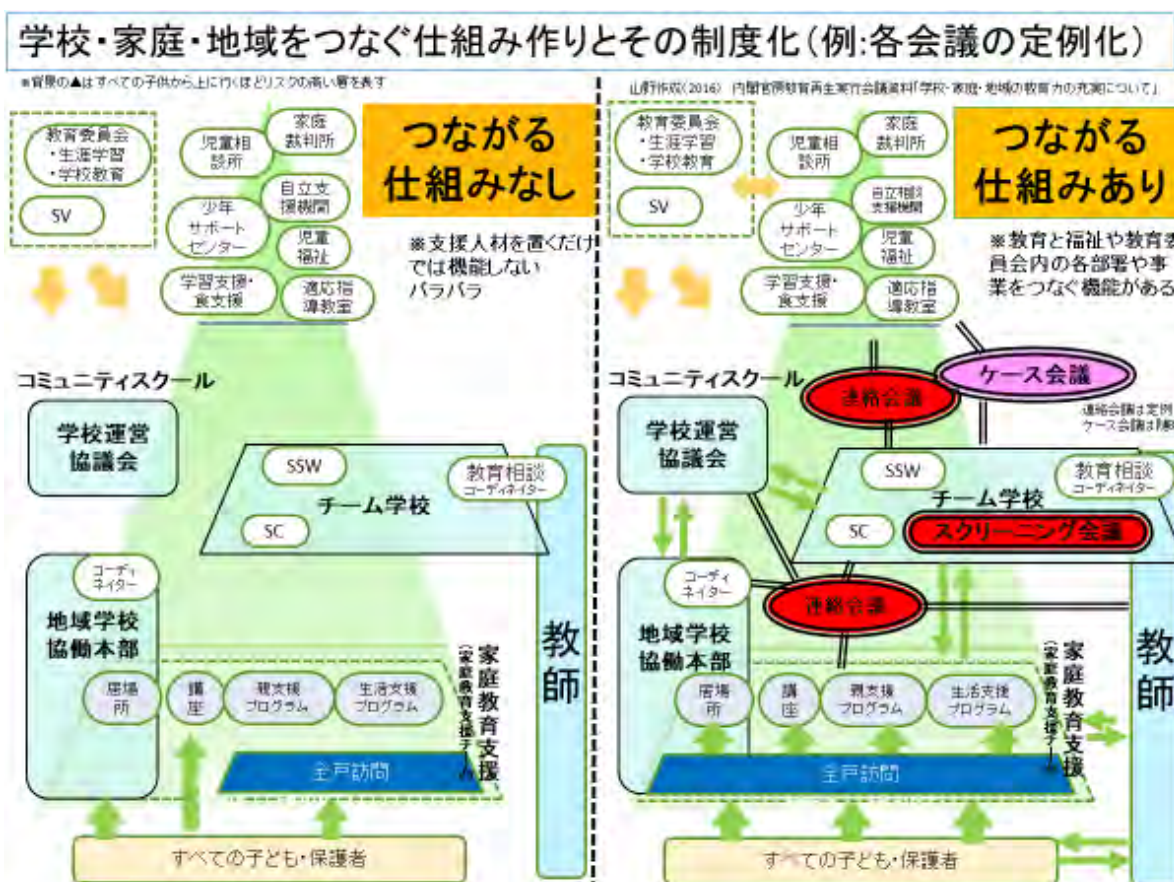 学校・家庭・地域をつなぐ仕組み作りとその制度化(例:各会議の定例化)
※背景の▲はすべての子供から上に行くほどリスクの高い層を表す
教育委員会
・生涯学習
・学校教育
SV
児童相
談所
家庭
裁判所
少年
サポート
センター
自立支
援機関
児童
福祉
学習支援・
食支援
適応指
導教室
つながる
仕組みなし
※支援人材を置くだけ
では機能しない
バラバラ
コミュニティスクール
学校運営
協議会
SSW
教育相談
コーディネイター
チーム学校
SC
コーディ
ネイター
地域学校
協働本部
居場
所
講
座
親支援
プログラム
生活支援
プログラム
家庭教育支援
全戸訪問
教師
すべての子ども・保護者
山野作成(2016) 内閣官房教育再生実行会議資料「学校・家庭・地域の教育力の充実について」
教育委員会
・生涯学習
・学校教育
SV
児童相
談所
家庭
裁判所
少年
サポート
センター
自立相談
支援機関
児童
福祉
学習支援・
食支援
適応指
導教室
つながる
仕組みあり
※教育と福祉や教育委
員会内の各部署や事
業をつなぐ機能がある
コミュニティスクール
連絡会議
ケース会議
連絡会議は定例
ケース会議は
学校運営
協議会
SSW
教育相談
コーディネイター
チーム学校
SC
スクリーニング会議
コーディ
ネイター
連絡会議
地域学校
協働本部
居場
所
講
座
親支援
プログラム
生活支援
プログラム
家庭教育支援
全戸訪問
教師
すべての子ども・保護者